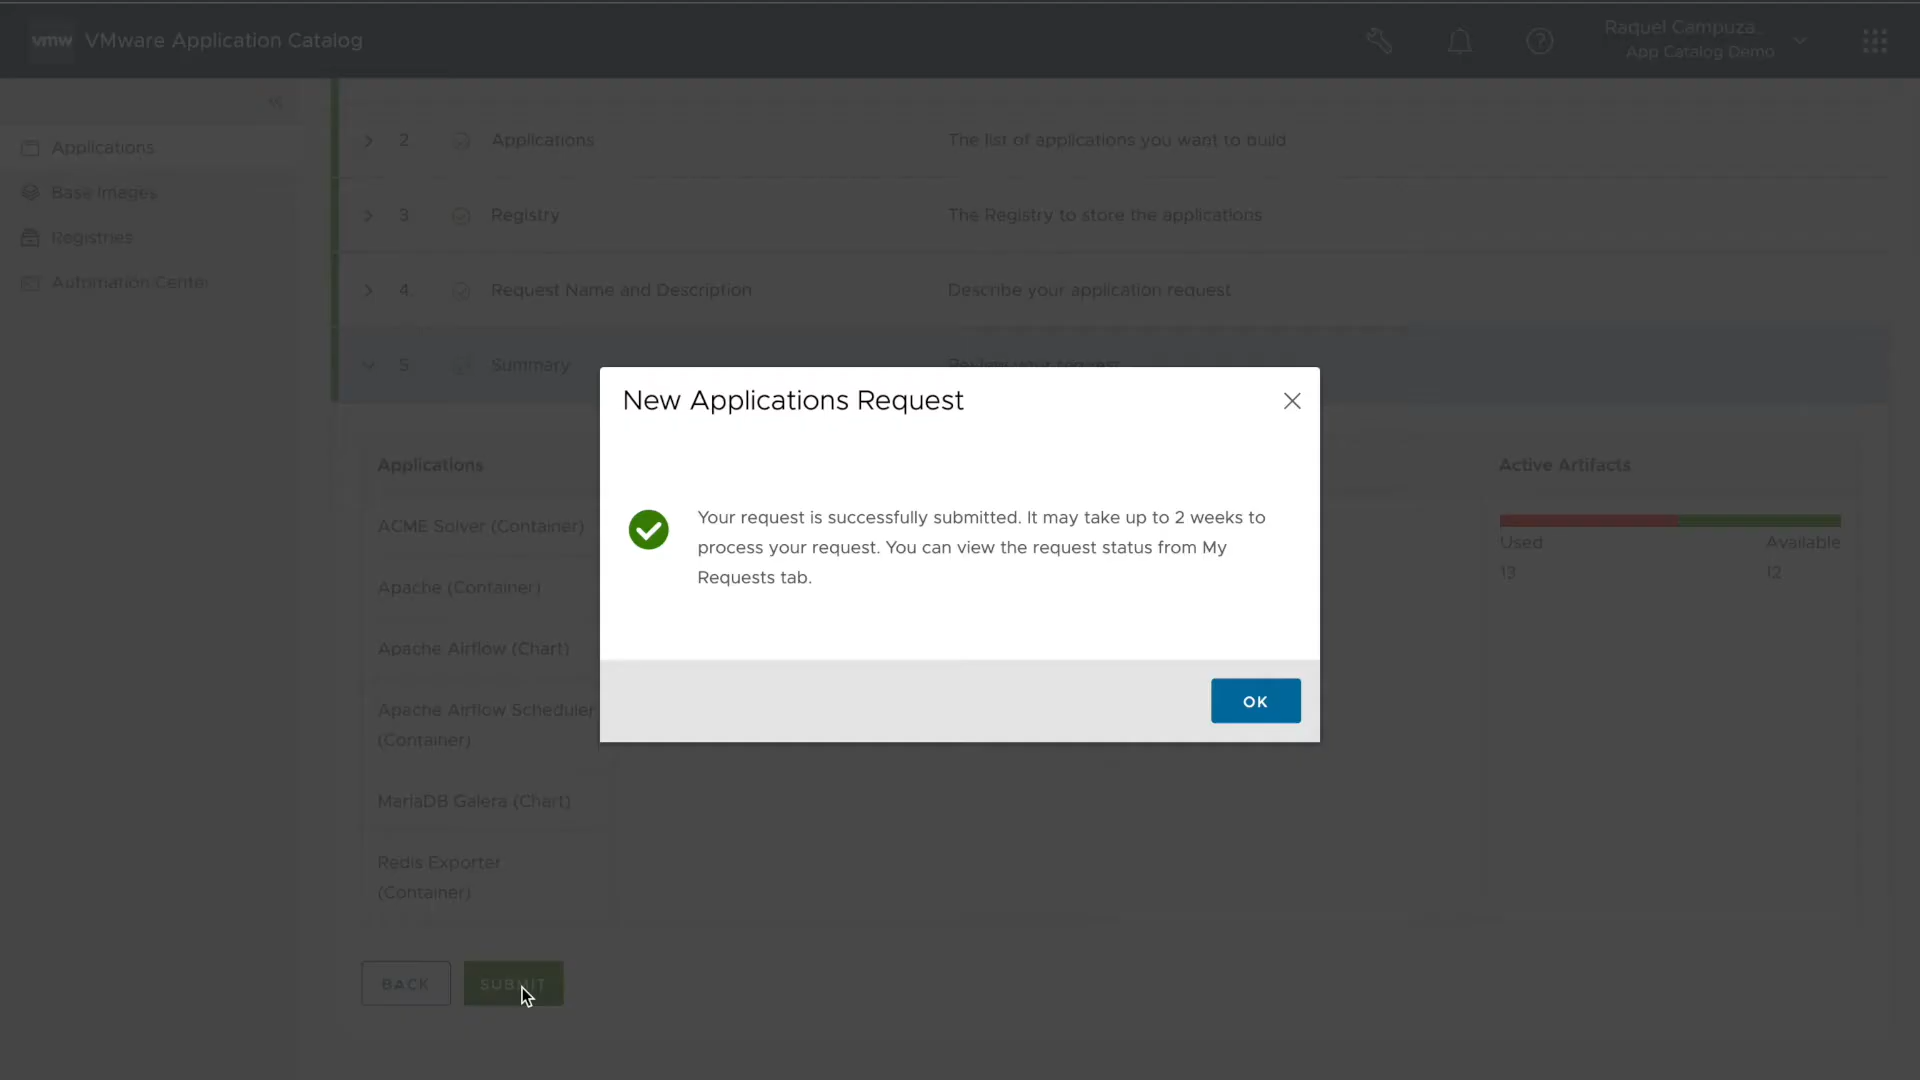 vmw VMware Application Catalog
Raquel Campuza...
App Catalog Demo
Applications
Base Images
Registries
Automation Center
2. Applications The list of applications you want to build
3. Registry The Registry to store the applications
4. Request Name and Description Describe your application request
5. Summary Review your request
New Applications Request
Your request is successfully submitted. It may take up to 2 weeks to
process your request. You can view the request status from My
Requests tab.
OK
Applications
ACME Solver (Container)
Apache (Container)
Apache Airflow (Chart)
Apache Airflow Scheduler
(Container)
MariaDB Galera (Chart)
Redis Exporter
(Container)
Active Artifacts
Used Available
13 12
BACK SUBMIT